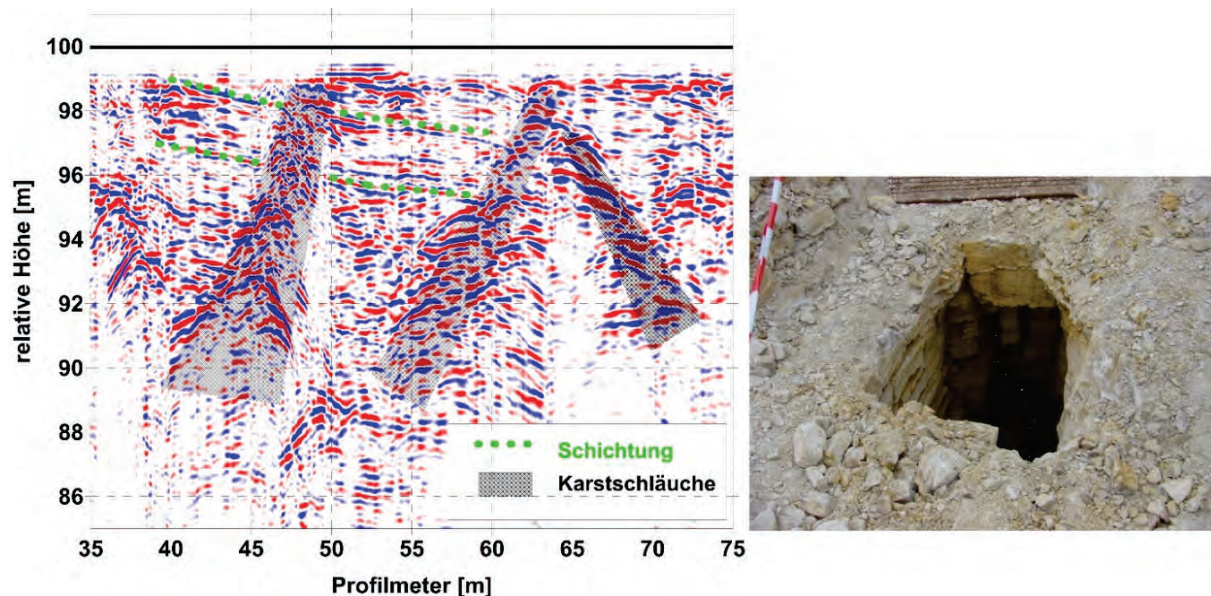 100
98
96
94
92
90
88
86
relative Höhe [m]
Schichtung
Karstschläuche
35 40 45 50 55 60 65 70 75
Profilmeter [m]